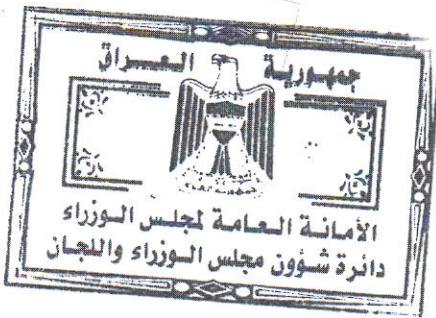 جمهورية العراق
الأمانة العامة لمجلس الوزراء
دائرة شؤون مجلس الوزراء واللجان